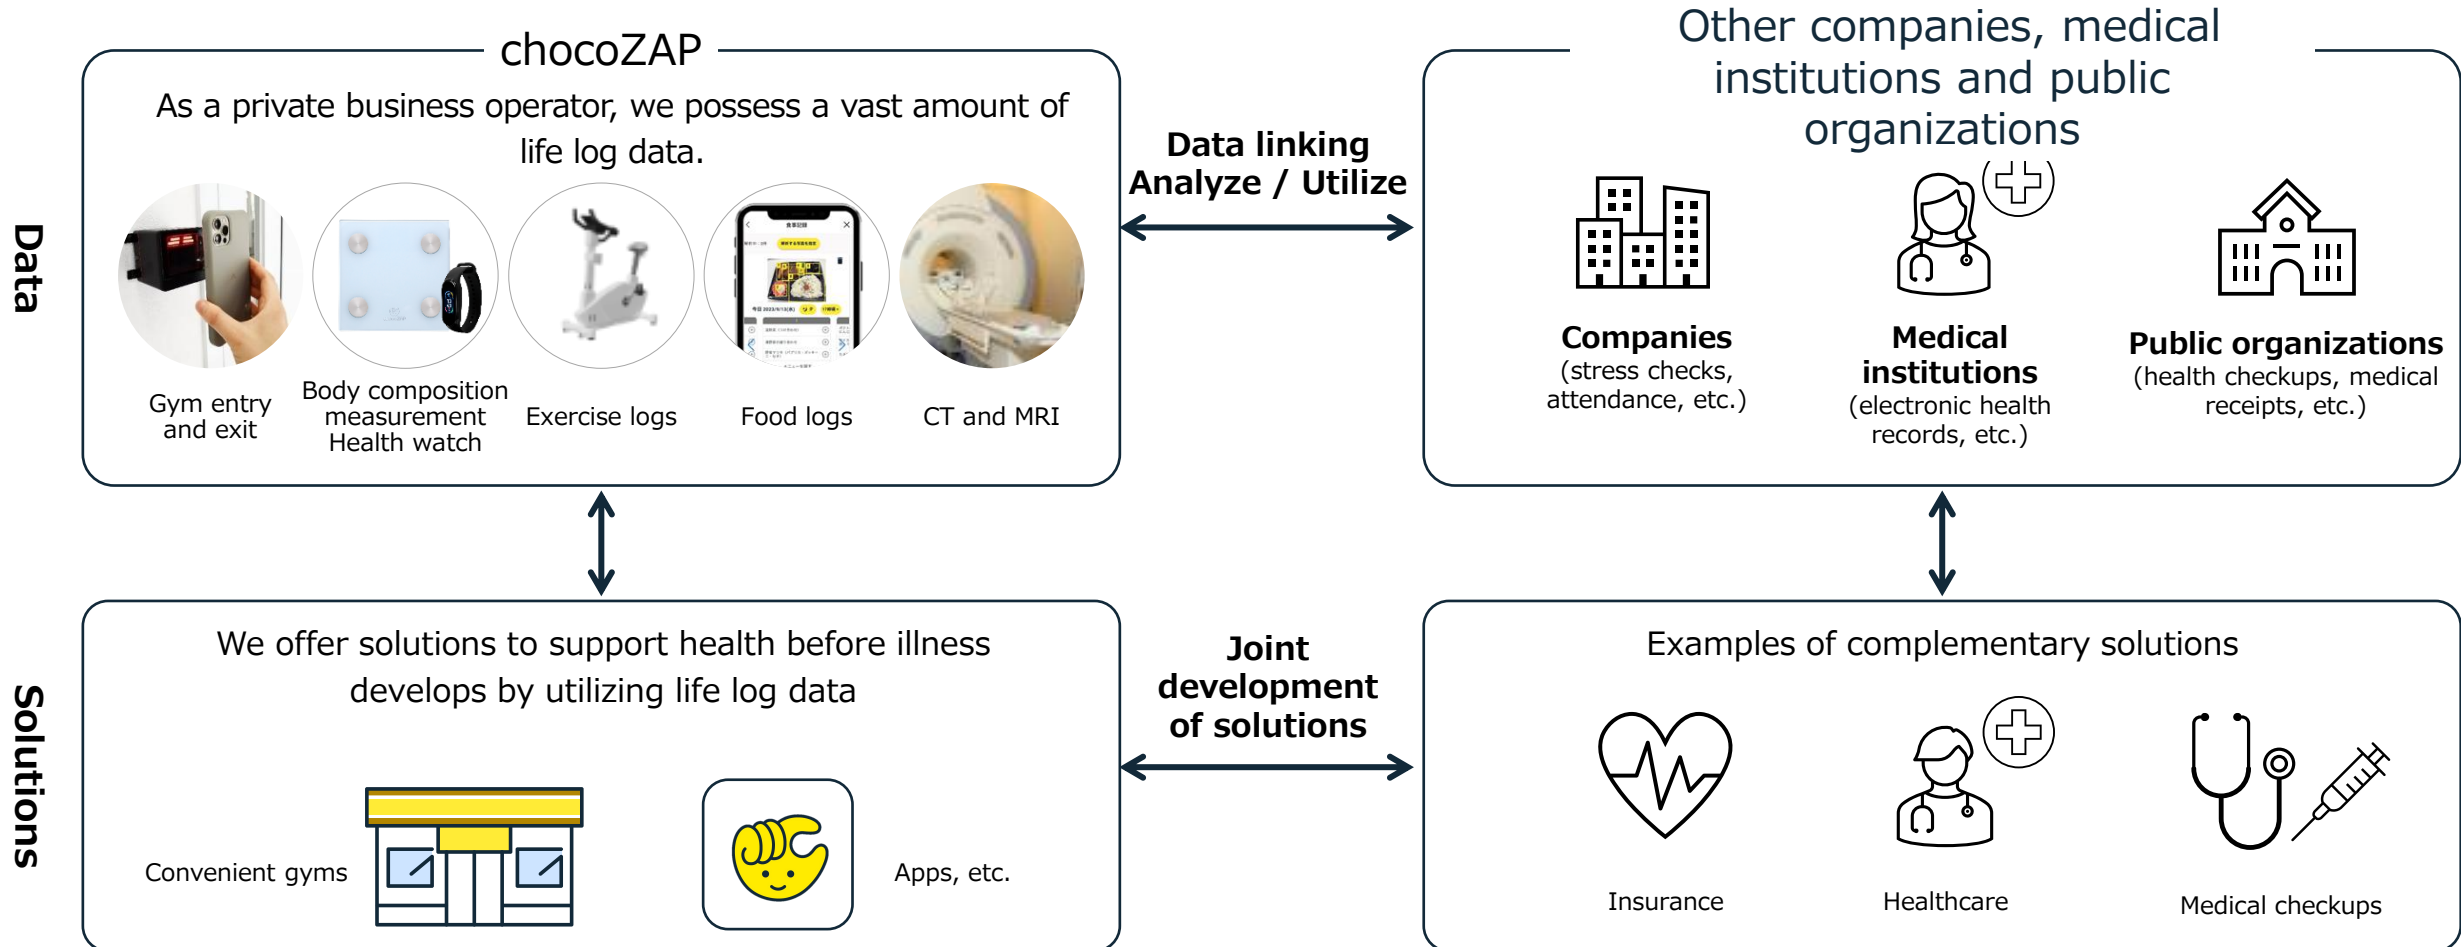 chocoZAP
As a private business operator, we possess a vast amount of
life log data.
Gym entry
and exit
Body composition
measurement
Health watch
Exercise logs
食事記録
Food logs
CT and MRI
Data linking
Analyze / Utilize
Other companies, medical
institutions and public
organizations
Companies
(stress checks,
attendance, etc.)
Medical
institutions
(electronic health
records, etc.)
Public organizations
(health checkups, medical
receipts, etc.)
Data
Solutions
We offer solutions to support health before illness
develops by utilizing life log data
Convenient gyms
Apps, etc.
Joint
development
of solutions
Examples of complementary solutions
Insurance
Healthcare
Medical checkups